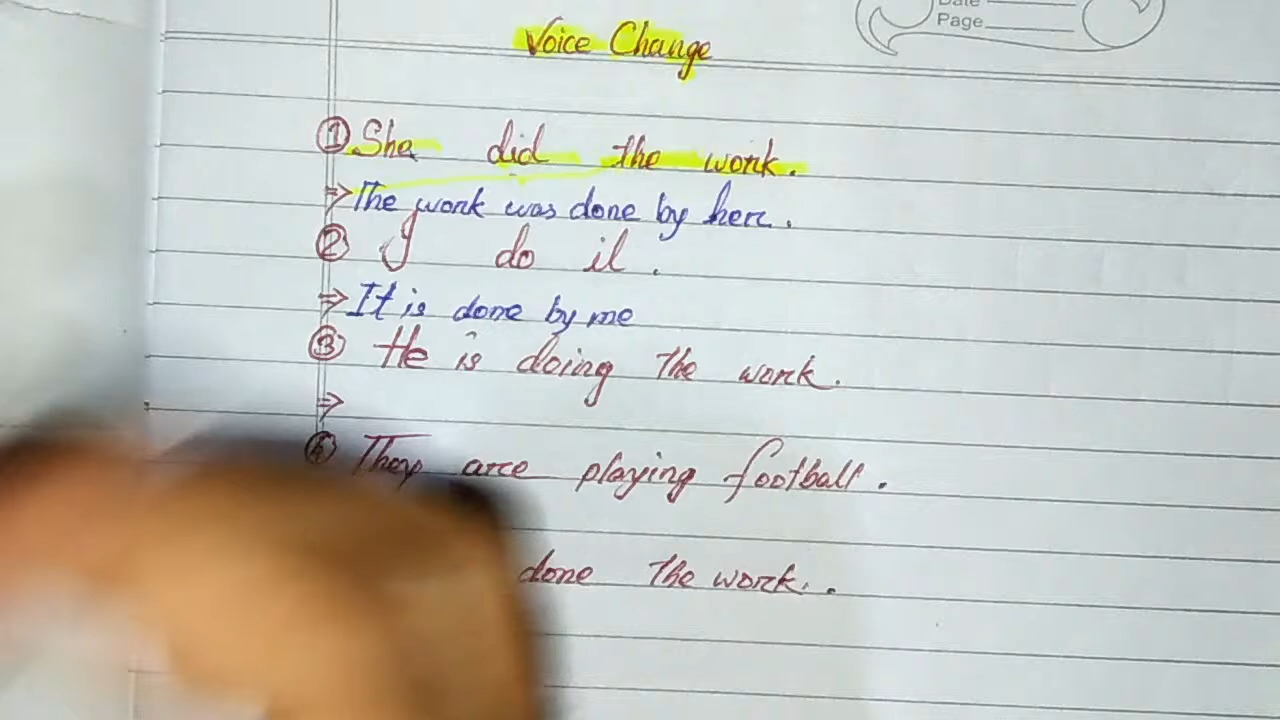 Page
Voice Change
① She did the work.
⇒ The work was done by her.
② I do it.
⇒ It is done by me
③ He is doing the work.
⇒
④ They are playing football.
done the work.